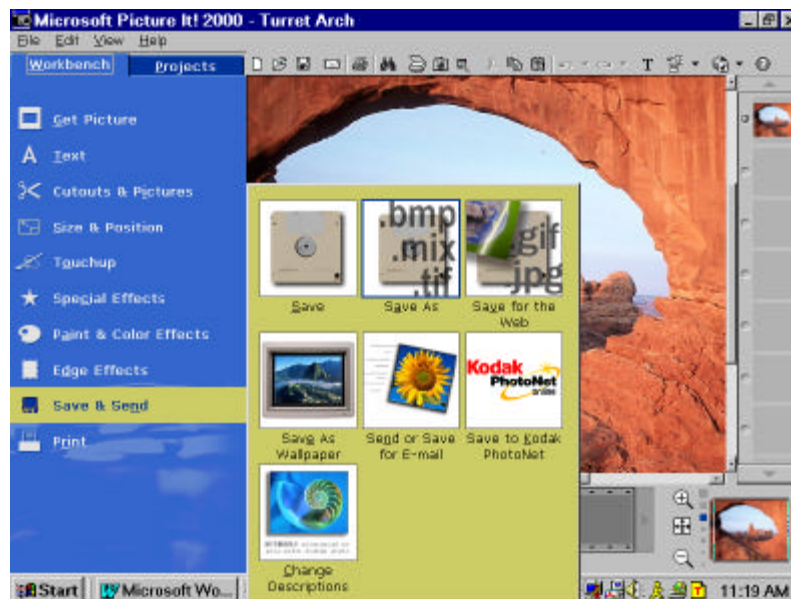 Microsoft Picture It! 2000 - Turret Arch
File Edit View Help
Workbench Projects
Get Picture
Text
Cutouts & Pictures
Size & Position
Touchup
Special Effects
Paint & Color Effects
Edge Effects
Save & Send
Print
Save
bmp
.mix
.tif
Save As
.gif
.jpg
Save for the
Web
Save As
Wallpaper
Send or Save
for E-mail
Kodak
PhotoNet
online
Save to Kodak
PhotoNet
Change
Descriptions
Start Microsoft Wo... 11:19 AM